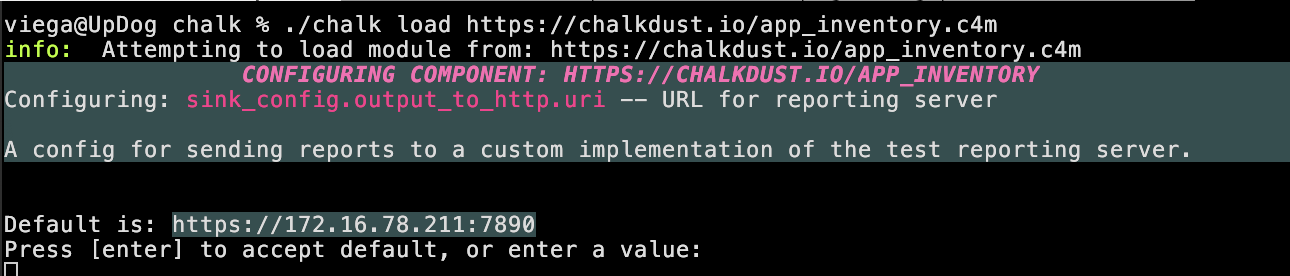 viega@UpDog chalk % ./chalk load https://chalkdust.io/app_inventory.c4m
info:  Attempting to load module from: https://chalkdust.io/app_inventory.c4m
CONFIGURING COMPONENT: HTTPS://CHALKDUST.IO/APP_INVENTORY
Configuring: sink_config.output_to_http.uri -- URL for reporting server
A config for sending reports to a custom implementation of the test reporting server.
Default is: https://172.16.78.211:7890
Press [enter] to accept default, or enter a value: